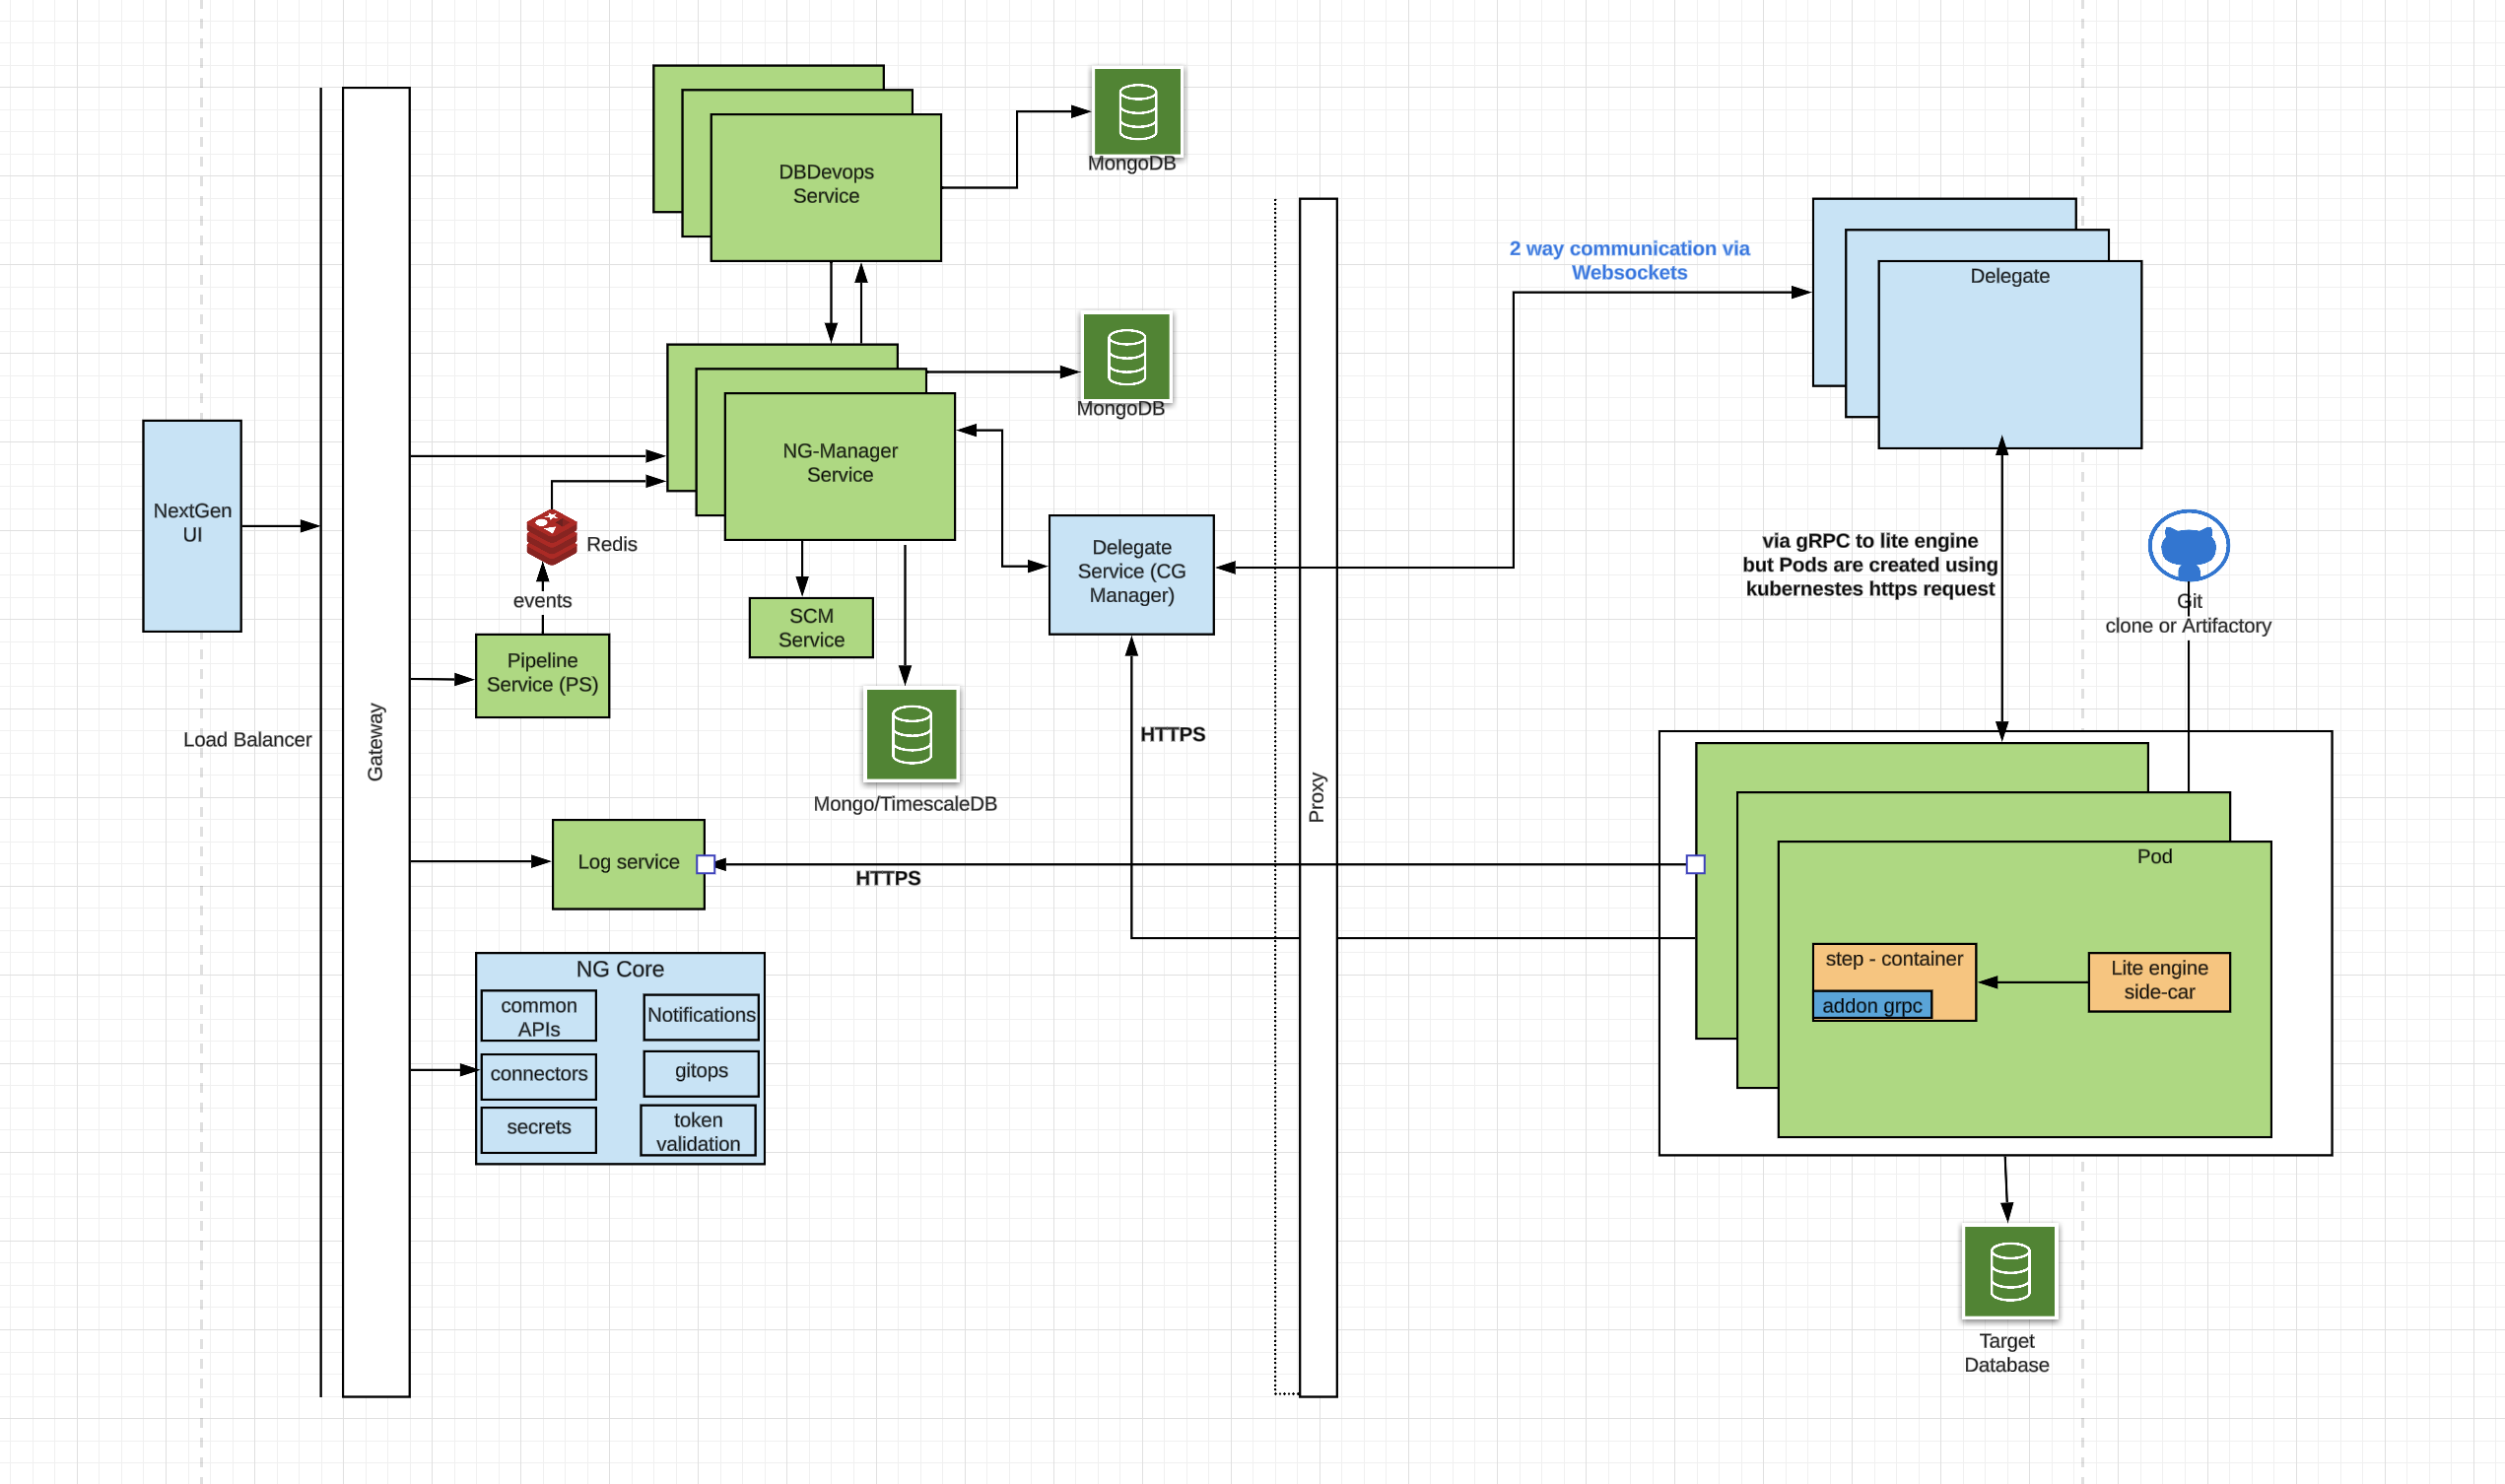 DBDevops
Service
MongoDB
2 way communication via
Websockets
Delegate
MongoDB
NG-Manager
Service
NextGen
UI
Redis
events
Delegate
Service (CG
Manager)
via gRPC to lite engine
but Pods are created using
kubernestes https request
Git
clone or Artifactory
SCM
Service
Pipeline
Service (PS)
Load Balancer
Gateway
HTTPS
Mongo/TimescaleDB
Proxy
Log service
HTTPS
Pod
NG Core
common
APIs
Notifications
connectors
gitops
secrets
token
validation
step - container
addon grpc
Lite engine
side-car
Target
Database